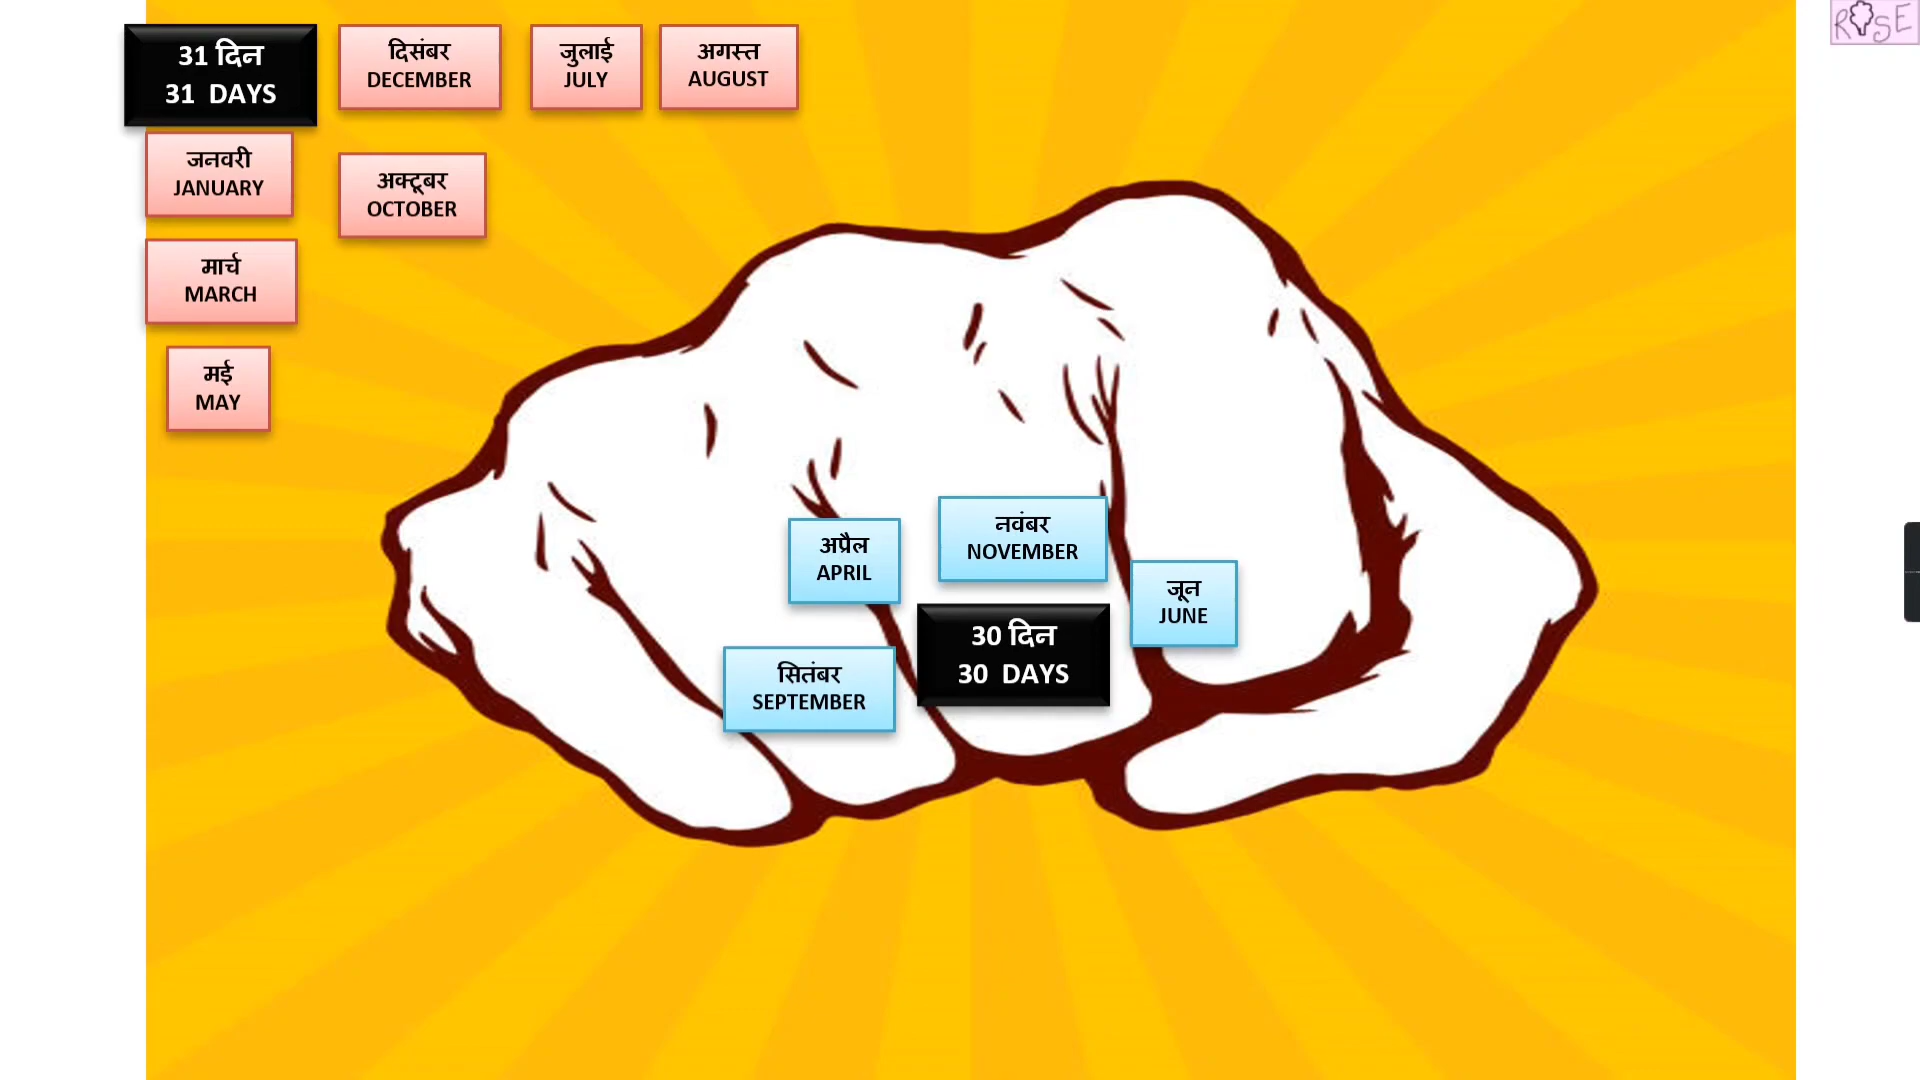 31 दिन
31 DAYS
दिसंबर
DECEMBER
जुलाई
JULY
अगस्त
AUGUST
जनवरी
JANUARY
अक्टूबर
OCTOBER
मार्च
MARCH
मई
MAY
नवंबर
NOVEMBER
अप्रैल
APRIL
जून
JUNE
30 दिन
30 DAYS
सितंबर
SEPTEMBER
ROSE